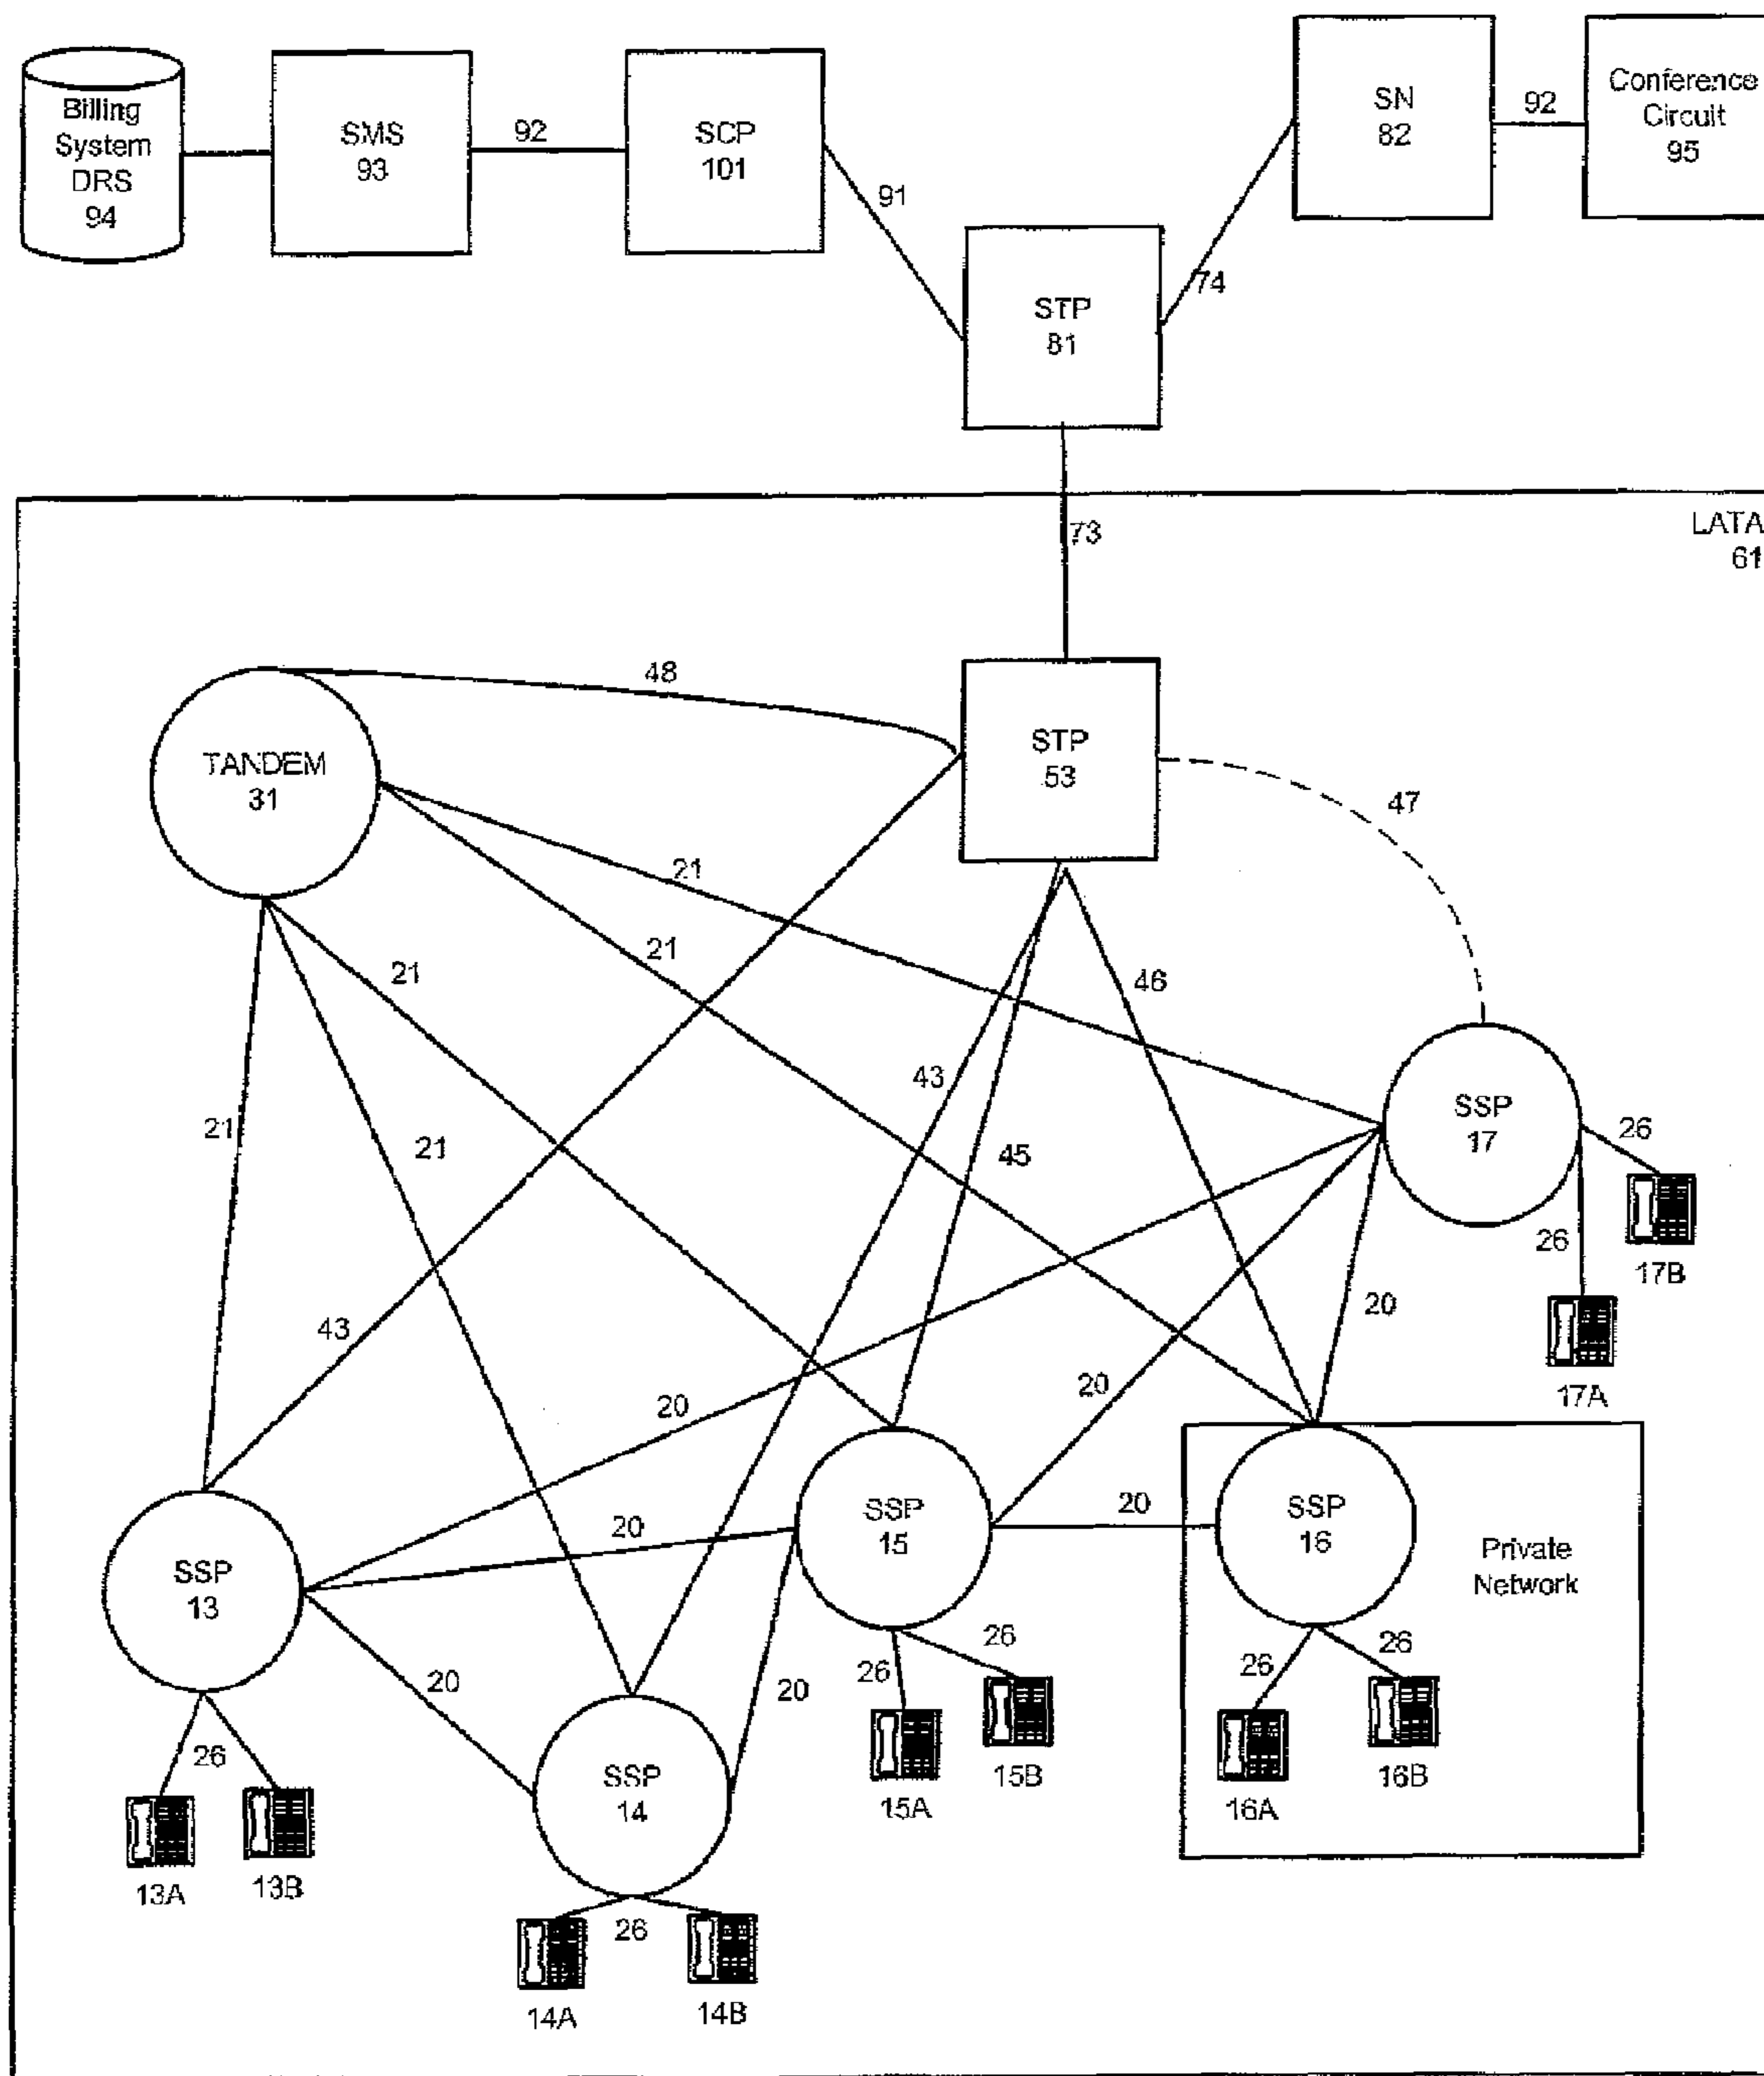 Billing
System
DRS
94
SMS
93
92
SCP
101
91
STP
81
74
SN
82
92
Conference
Circuit
95
73
LATA
61
48
TANDEM
31
STP
53
47
21
21
21
46
43
45
21
21
SSP
17
26
26
17B
17A
43
20
20
20
20
20
SSP
13
SSP
15
SSP
16
Private
Network
20
20
26
26
26
26
26
SSP
14
13A
13B
15A
15B
16A
16B
26
14A
14B